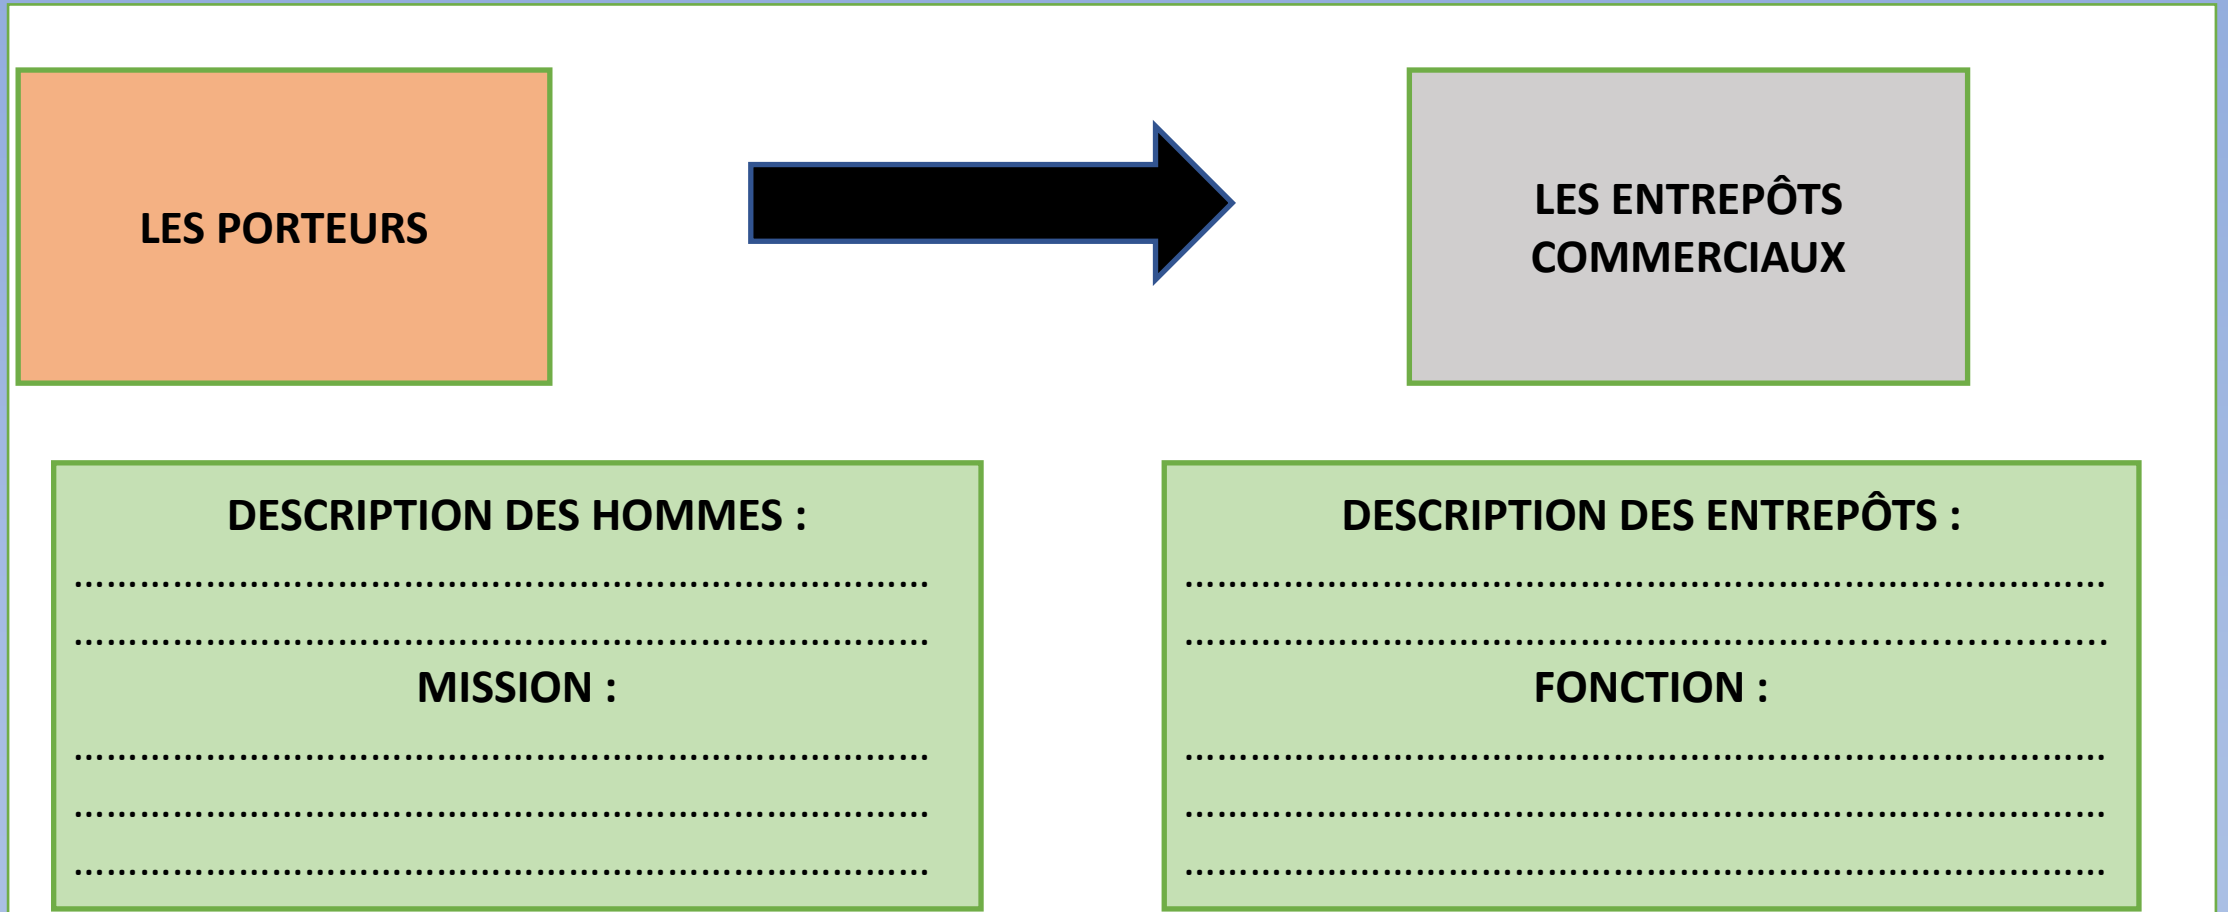 LES PORTEURS
LES ENTREPÔTS
COMMERCIAUX
DESCRIPTION DES HOMMES :
……………………………………………………………………
……………………………………………………………………
MISSION :
……………………………………………………………………
……………………………………………………………………
……………………………………………………………………
DESCRIPTION DES ENTREPÔTS :
…………………………………………………………………………
…………………………………………………………………………
FONCTION :
…………………………………………………………………………
…………………………………………………………………………
…………………………………………………………………………